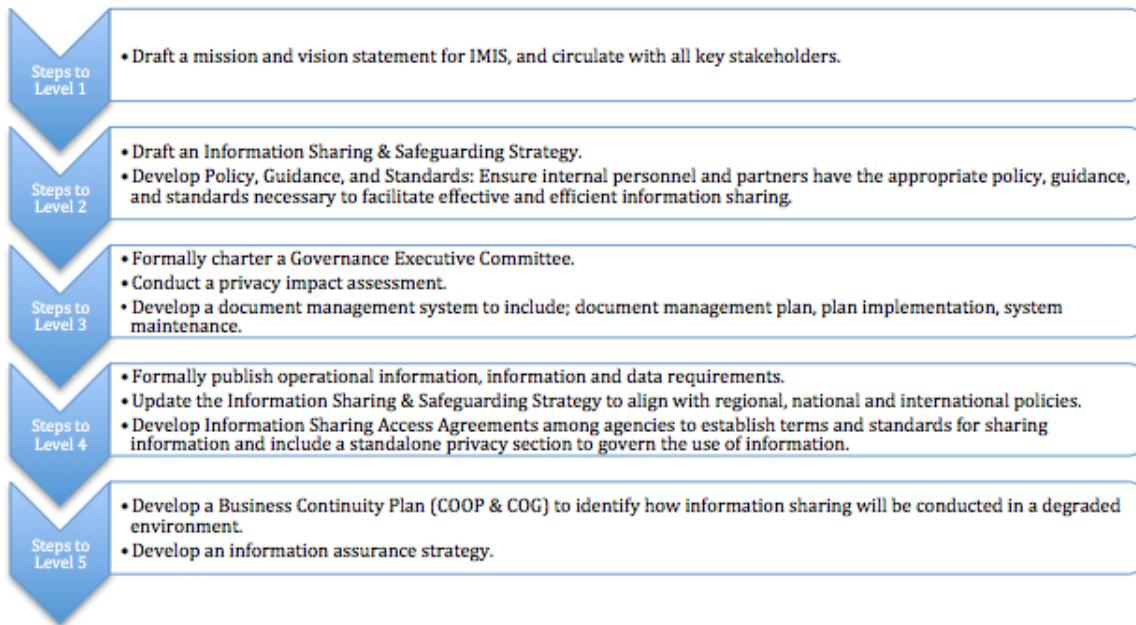 Steps to
Level 1
• Draft a mission and vision statement for IMIS, and circulate with all key stakeholders.
Steps to
Level 2
• Draft an Information Sharing & Safeguarding Strategy.
• Develop Policy, Guidance, and Standards: Ensure internal personnel and partners have the appropriate policy, guidance,
and standards necessary to facilitate effective and efficient information sharing.
Steps to
Level 3
• Formally charter a Governance Executive Committee.
• Conduct a privacy impact assessment.
• Develop a document management system to include; document management plan, plan implementation, system
maintenance.
Steps to
Level 4
• Formally publish operational information, information and data requirements.
• Update the Information Sharing & Safeguarding Strategy to align with regional, national and international policies.
• Develop Information Sharing Access Agreements among agencies to establish terms and standards for sharing
information and include a standalone privacy section to govern the use of information.
Steps to
Level 5
• Develop a Business Continuity Plan (COOP & COG) to identify how information sharing will be conducted in a degraded
environment.
• Develop an information assurance strategy.